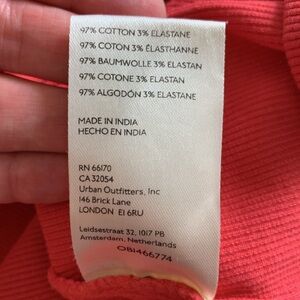 97% COTTON 3% ELASTANE
97% COTON 3% ÉLASTHANNE
97% BAUMWOLLE 3% ELASTAN
97% COTONE 3% ELASTAN
97% ALGODÓN 3% ELASTANE
MADE IN INDIA
HECHO EN INDIA
RN 66170
CA 32054
Urban Outfitters, Inc
146 Brick Lane
LONDON E1 6RU
Leidsestraat 32, 1017 PB
Amsterdam, Netherlands
OB1466774